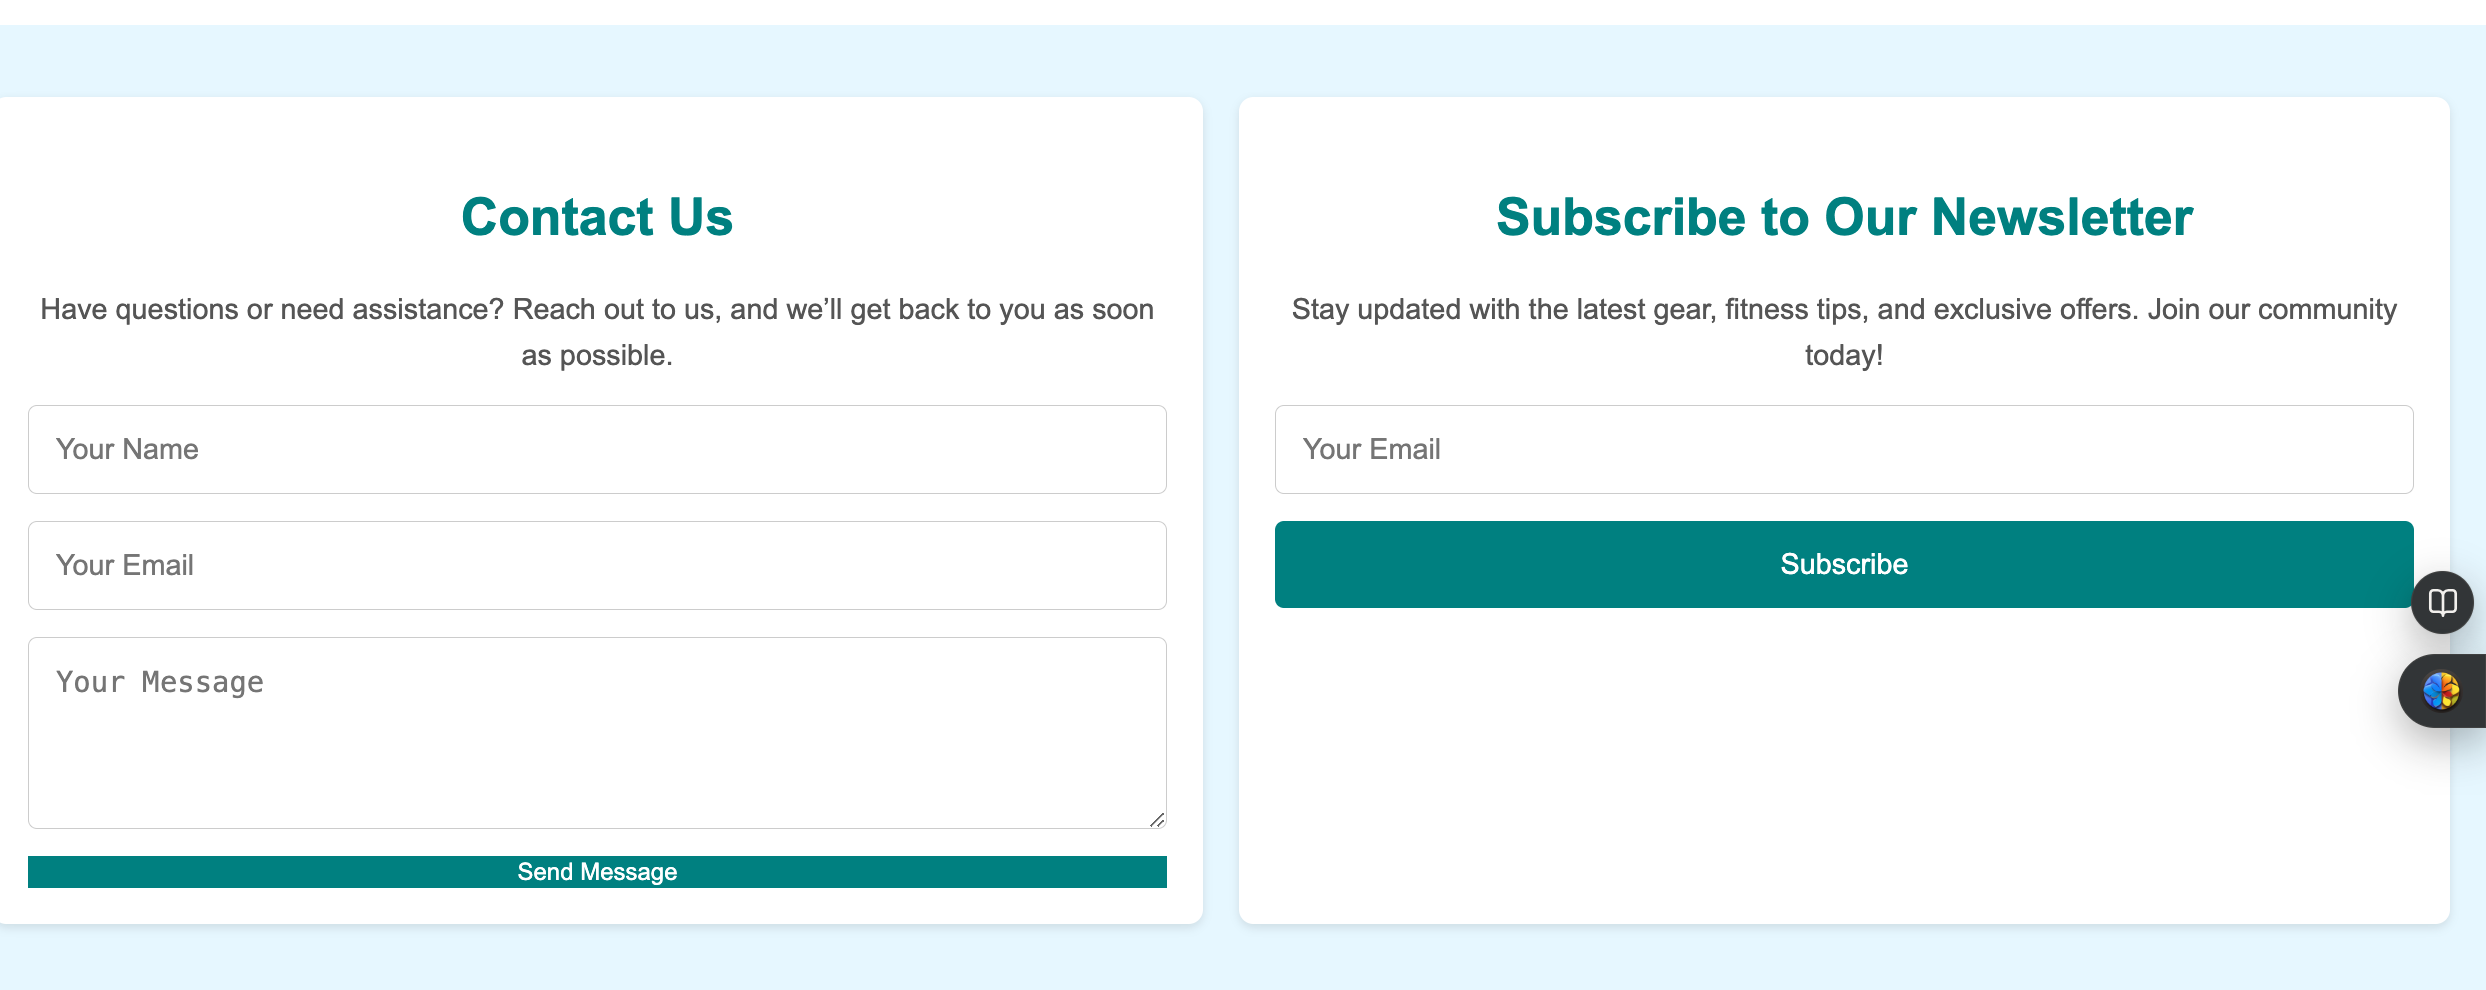 Contact Us
Have questions or need assistance? Reach out to us, and we’ll get back to you as soon
as possible.
Your Name
Your Email
Your Message
Send Message
Subscribe to Our Newsletter
Stay updated with the latest gear, fitness tips, and exclusive offers. Join our community
today!
Your Email
Subscribe